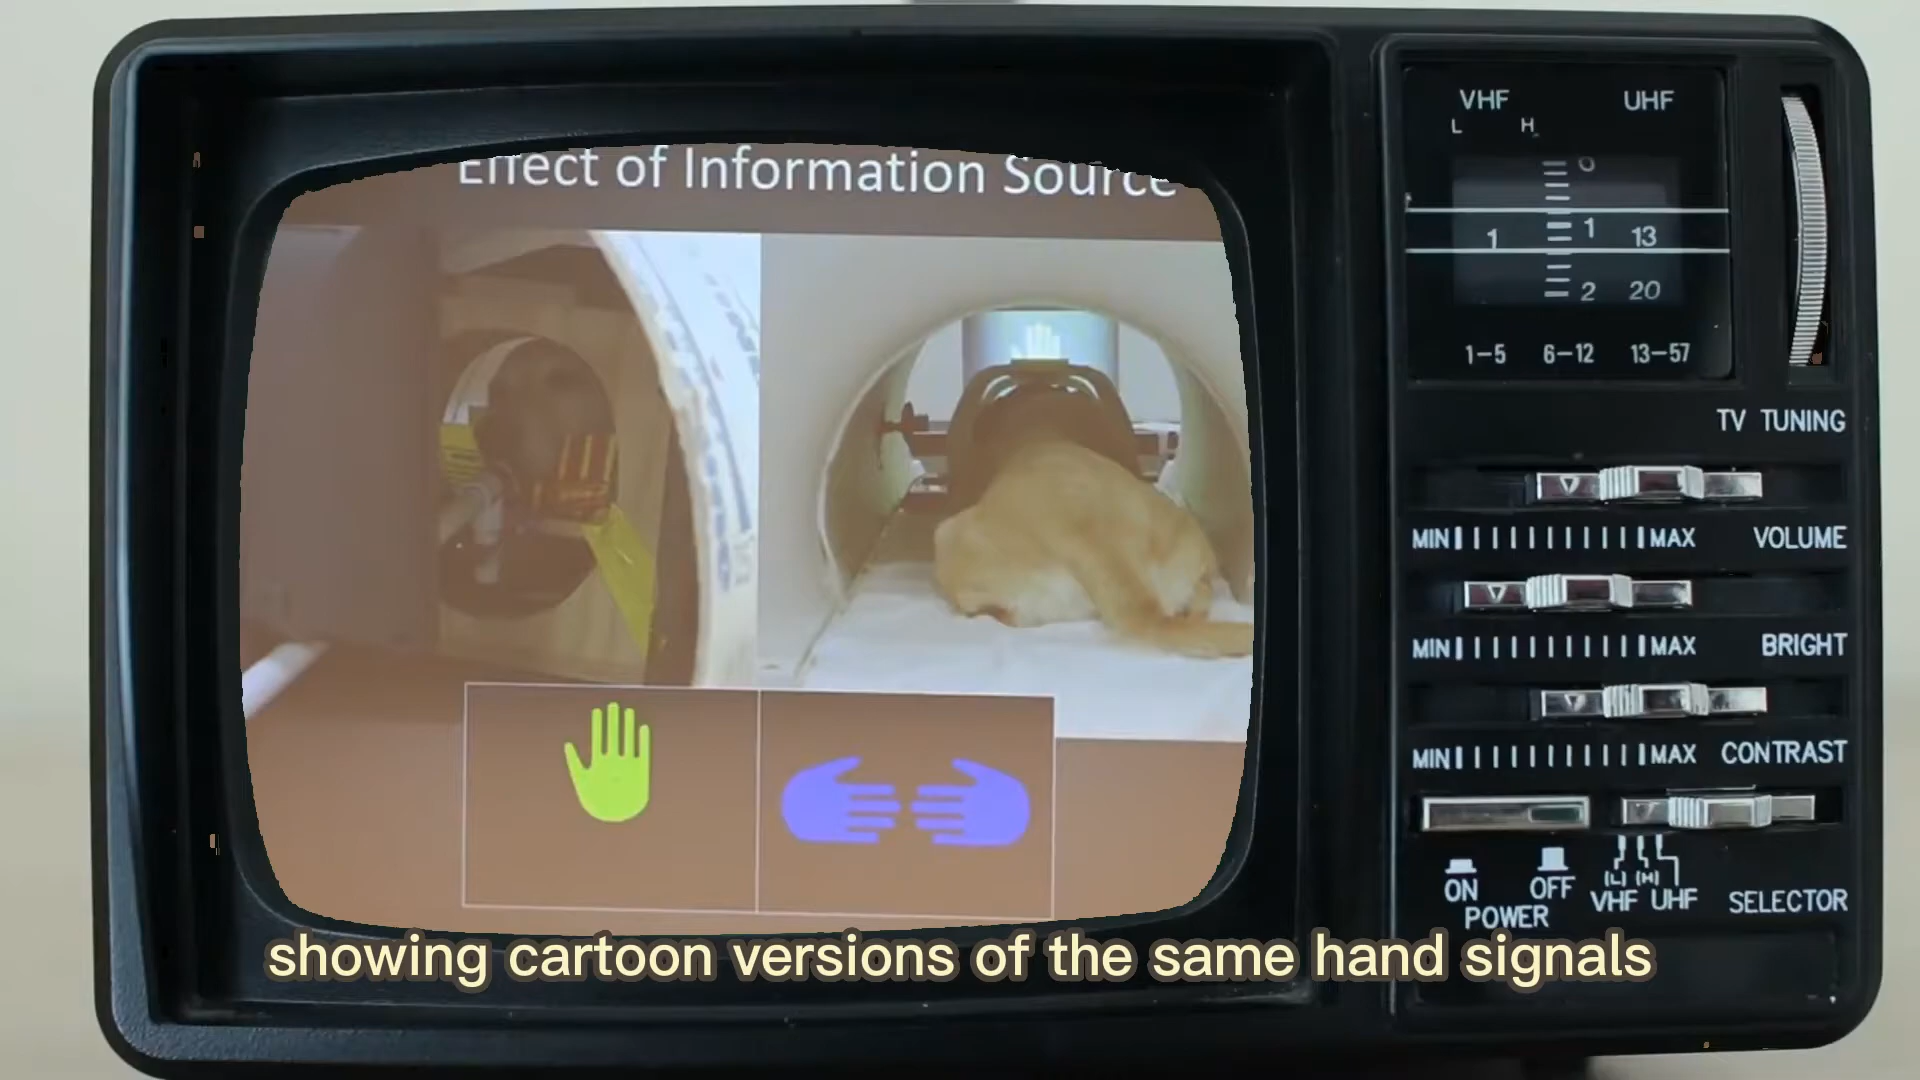 Effect of Information Source
VHF UHF
L H
0
1 1 13
2 20
1-5 6-12 13-57
TV TUNING
MIN MAX VOLUME
MIN MAX BRIGHT
MIN MAX CONTRAST
ON OFF (L) (H)
VHF UHF SELECTOR
POWER
showing cartoon versions of the same hand signals